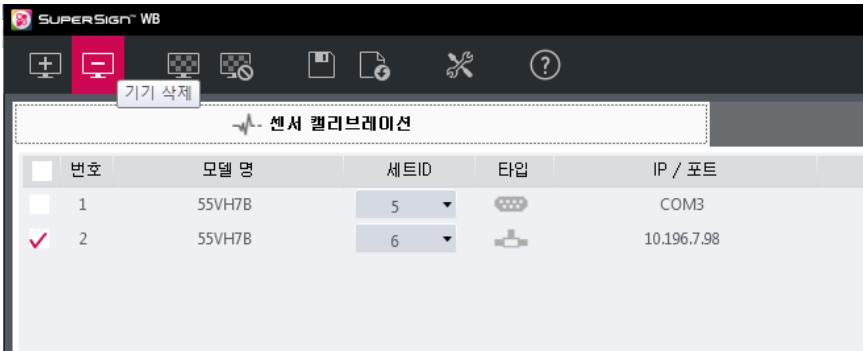 SUPERSIGN™ WB
기기 삭제
센서 캘리브레이션
번호 모델 명 세트ID 타입 IP / 포트
1 55VH7B 5 COM3
2 55VH7B 6 10.196.7.98